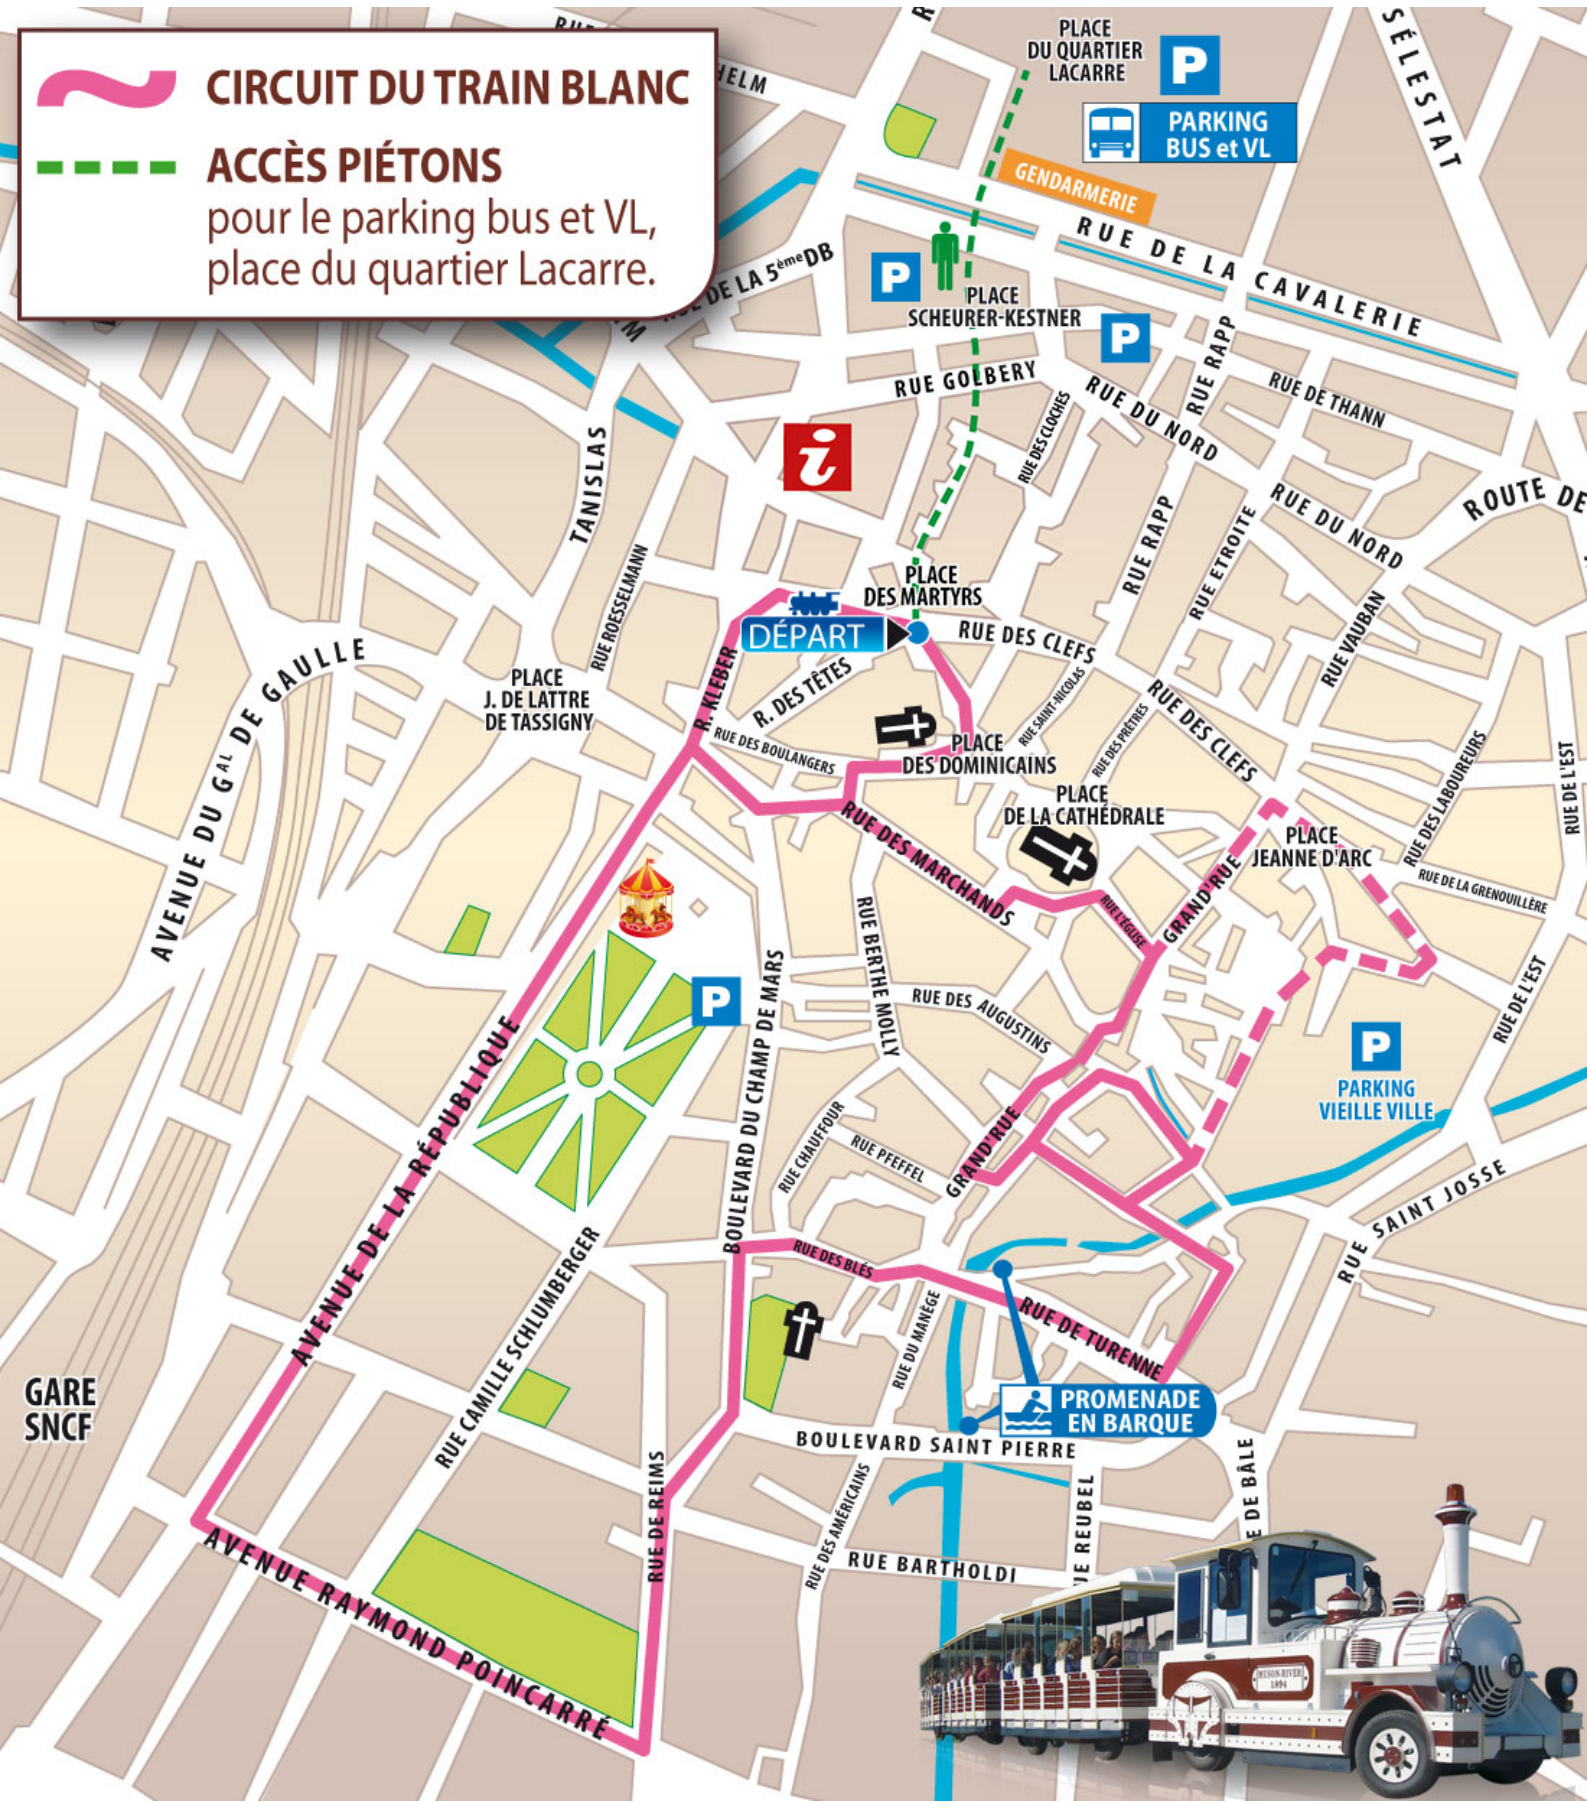 CIRCUIT DU TRAIN BLANC
ACCÈS PIÉTONS
pour le parking bus et VL,
place du quartier Lacarre.
PLACE
DU QUARTIER
LACARRE
P
PARKING
BUS et VL
SÉLESTAT
GENDARMERIE
RUE DE LA CAVALERIE
DE LA 5èmeDB
P
PLACE
SCHEURER-KESTNER
P
RUE GOLBERY
RUE RAPP
RUE DE THANN
RUE DU NORD
RUE DES CLOCHES
i
TANISLAS
ROUTE DE
RUE DU NORD
RUE RAPP
RUE ETROITE
RUE ROESSELMANN
PLACE
DES MARTYRS
DÉPART
RUE DES CLEFS
RUE VAUBAN
AVENUE DU GAL DE GAULLE
PLACE
J. DE LATTRE
DE TASSIGNY
R. KLEBER
R. DES TÊTES
RUE DES BOULANGERS
RUE SAINT-NICOLAS
RUE DES PRÊTRES
RUE DES CLEFS
RUE DES LABOUREURS
RUE DE L'EST
PLACE
DES DOMINICAINS
PLACE
DE LA CATHÉDRALE
RUE DES MARCHANDS
PLACE
JEANNE D'ARC
RUE DE LA GRENOUILLÈRE
GRAND'RUE
RUE L'ÉGLISE
RUE BERTHE MOLLY
RUE DES AUGUSTINS
RUE DE L'EST
P
P
PARKING
VIEILLE VILLE
BOULEVARD DU CHAMP DE MARS
AVENUE DE LA RÉPUBLIQUE
RUE CHAUFFOUR
RUE PFEFFEL
GRAND'RUE
RUE SAINT JOSSE
RUE DES BLÉS
RUE CAMILLE SCHLUMBERGER
RUE DU MANÈGE
RUE DE TURENNE
GARE
SNCF
PROMENADE
EN BARQUE
BOULEVARD SAINT PIERRE
RUE DE REIMS
RUE DES AMÉRICAINS
RUE BARTHOLDI
REUBEL
DE BÂLE
AVENUE RAYMOND POINCARRÉ
1894